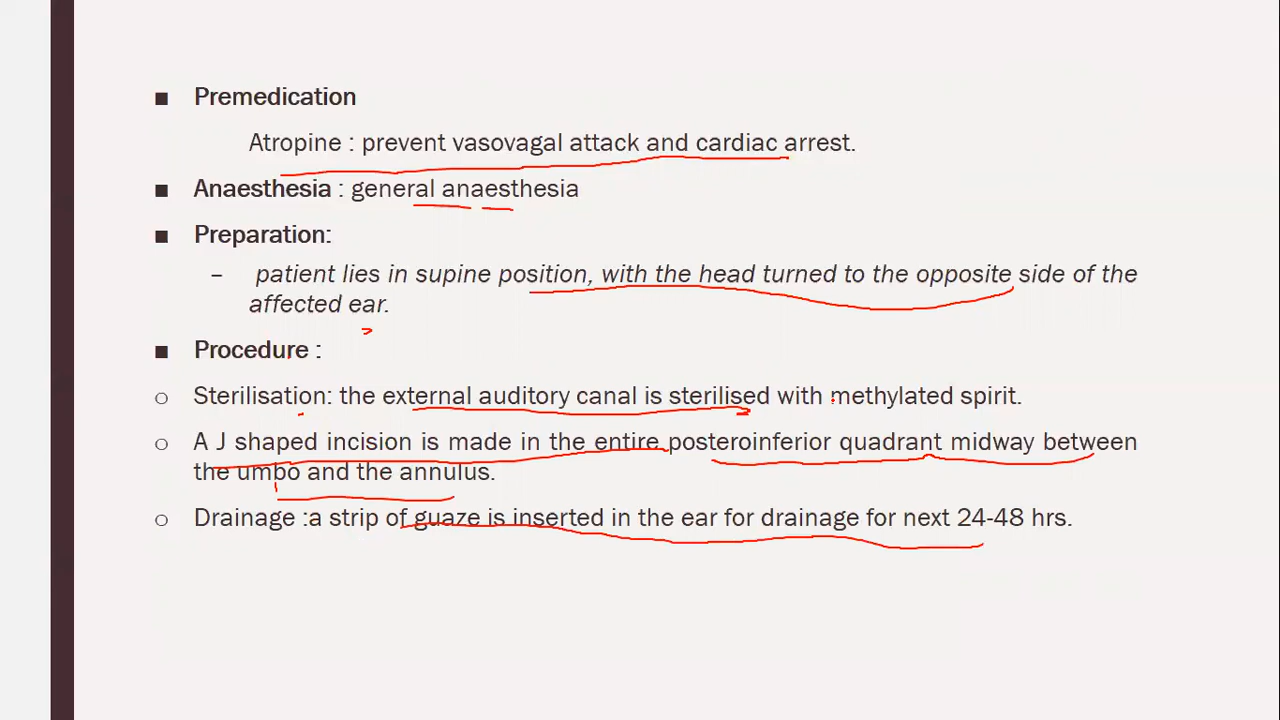 ■ Premedication
Atropine : prevent vasovagal attack and cardiac arrest.
■ Anaesthesia : general anaesthesia
■ Preparation:
– patient lies in supine position, with the head turned to the opposite side of the
affected ear.
■ Procedure :
o Sterilisation: the external auditory canal is sterilised with methylated spirit.
o A J shaped incision is made in the entire posteroinferior quadrant midway between
the umbo and the annulus.
o Drainage :a strip of guaze is inserted in the ear for drainage for next 24-48 hrs.